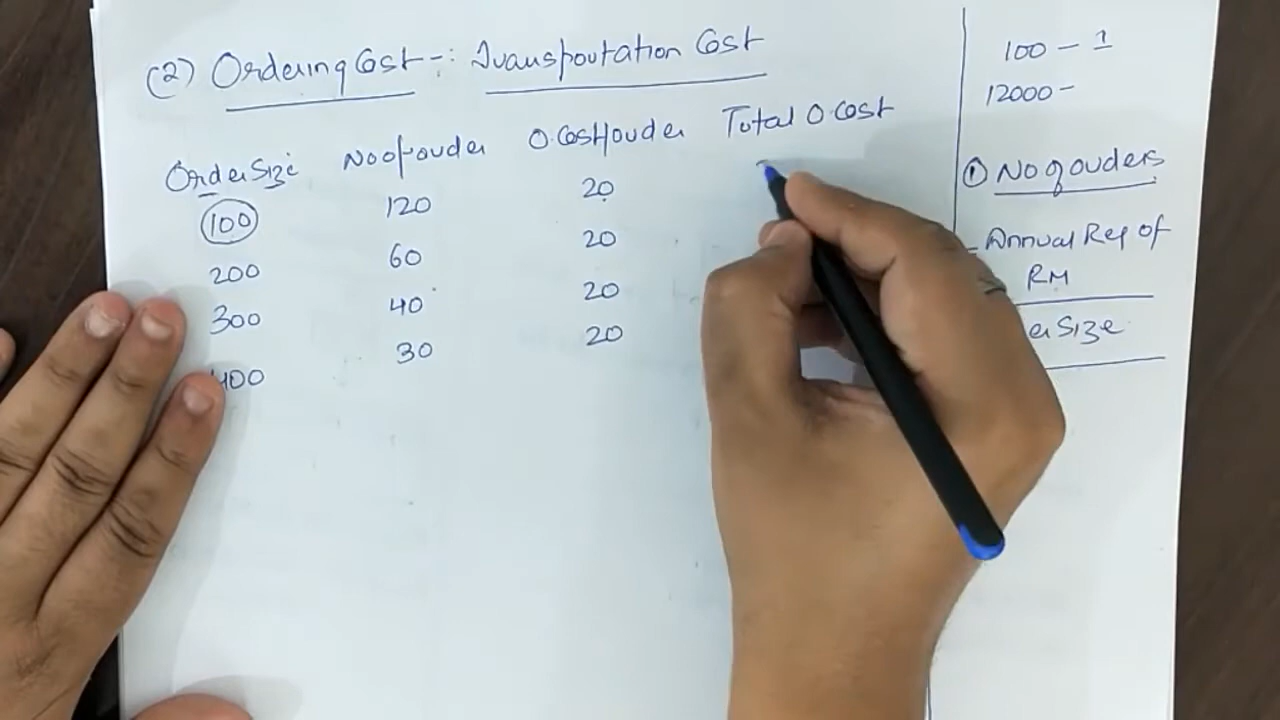 (2) Ordering Cost -: Transportation Cost
Order Size No of order O.Cost/order Total O.Cost
100 120 20
200 60 20
300 40 20
400 30 20
100 - 1
12000 -
① No of orders
Annual Req of
RM
Size